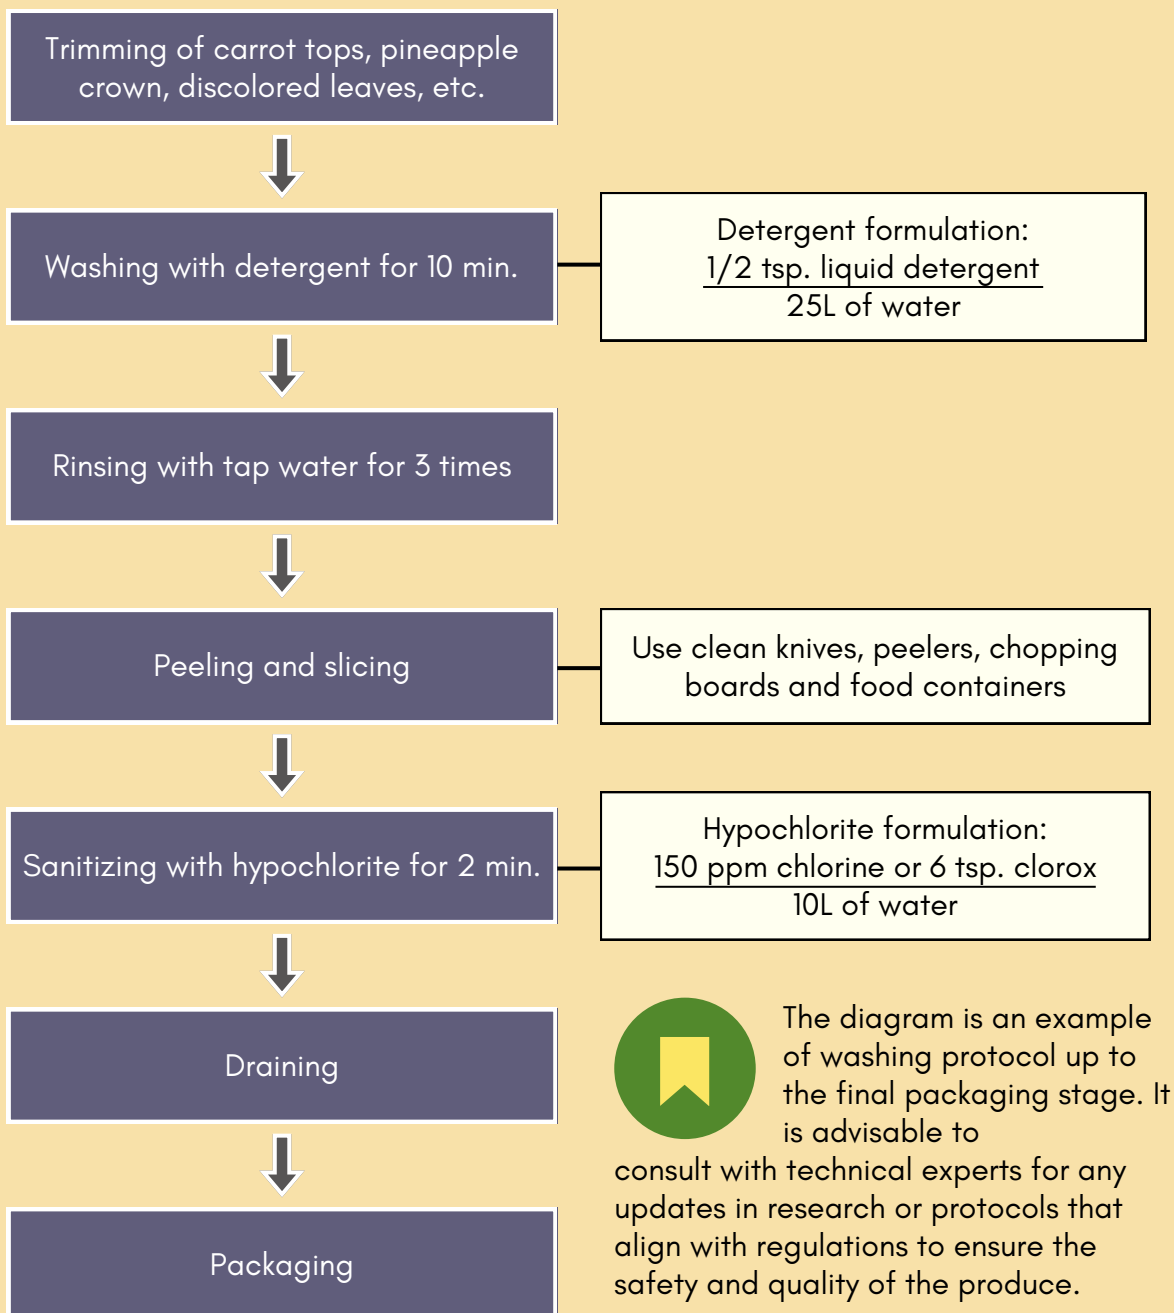 Trimming of carrot tops, pineapple
crown, discolored leaves, etc.
Washing with detergent for 10 min.
Detergent formulation:
1/2 tsp. liquid detergent
25L of water
Rinsing with tap water for 3 times
Peeling and slicing
Use clean knives, peelers, chopping
boards and food containers
Sanitizing with hypochlorite for 2 min.
Hypochlorite formulation:
150 ppm chlorine or 6 tsp. clorox
10L of water
Draining
Packaging
The diagram is an example
of washing protocol up to
the final packaging stage. It
is advisable to
consult with technical experts for any
updates in research or protocols that
align with regulations to ensure the
safety and quality of the produce.